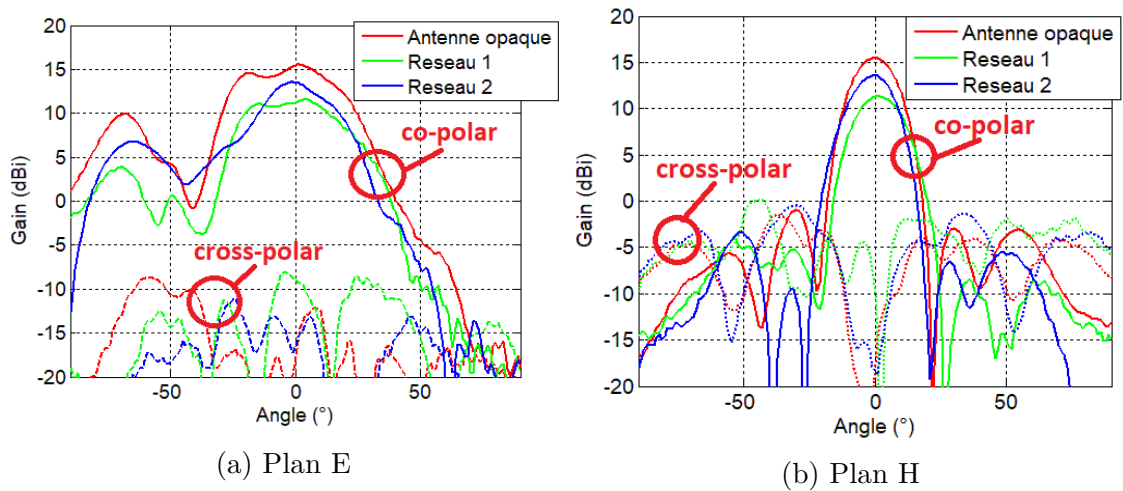 20
15
10
5
0
-5
-10
-15
-20
Gain (dBi)
-50
0
50
Angle (°)
Antenne opaque
Reseau 1
Reseau 2
co-polar
cross-polar
(a) Plan E
20
15
10
5
0
-5
-10
-15
-20
Gain (dBi)
-50
0
50
Angle (°)
Antenne opaque
Reseau 1
Reseau 2
co-polar
cross-polar
(b) Plan H